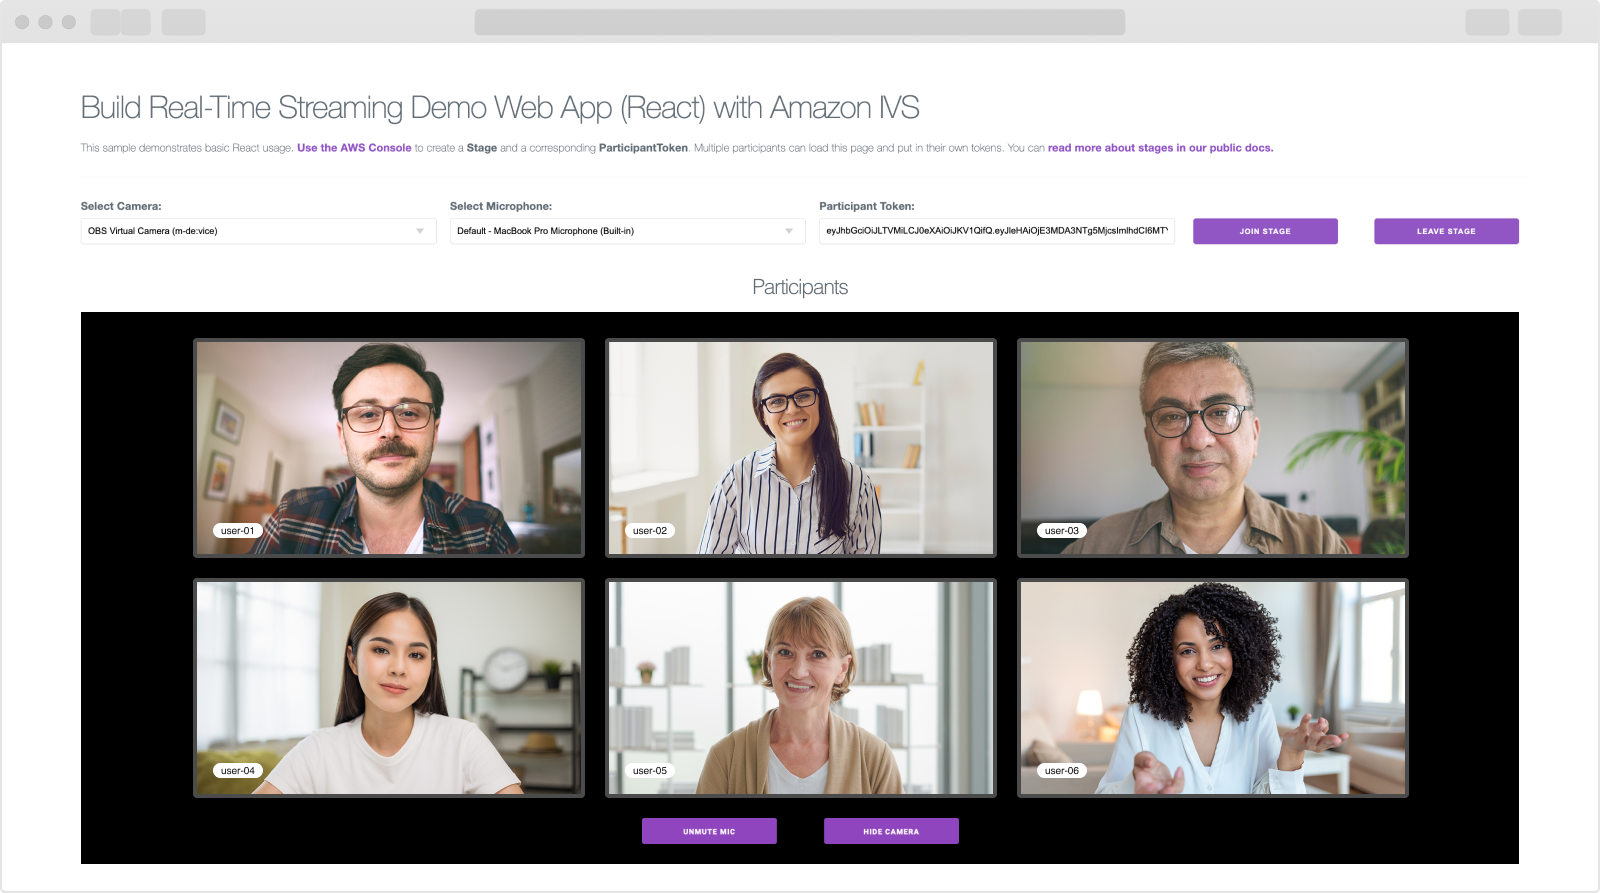 Build Real-Time Streaming Demo Web App (React) with Amazon IVS
This sample demonstrates basic React usage. Use the AWS Console to create a Stage and a corresponding ParticipantToken. Multiple participants can load this page and put in their own tokens. You can read more about stages in our public docs.
Select Camera:
Select Microphone:
Participant Token:
OBS Virtual Camera (m-de:vice)
Default - MacBook Pro Microphone (Built-in)
JOIN STAGE
LEAVE STAGE
Participants
user-01
user-02
user-03
user-04
user-05
user-06
UNMUTE MIC
HIDE CAMERA